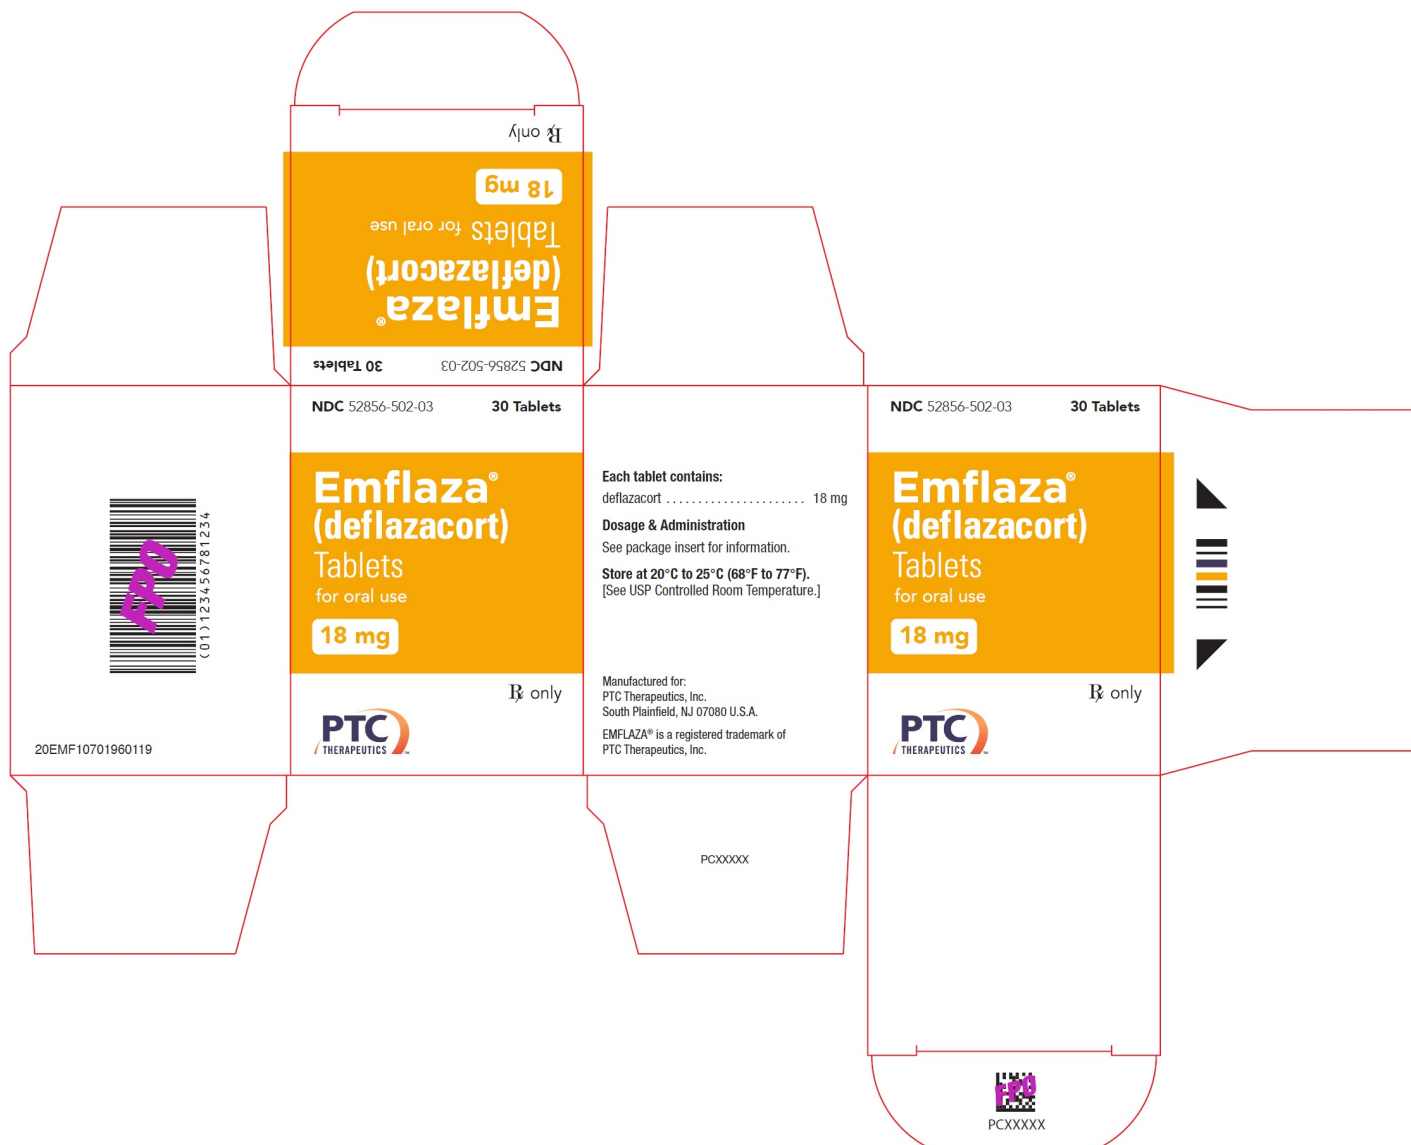 ℞ only
18 mg
Tablets for oral use
(deflazacort)
Emflaza®
NDC 52856-502-03 30 Tablets
FPO
(01)123456781234
20EMF10701960119
NDC 52856-502-03 30 Tablets
Emflaza®
(deflazacort)
Tablets
for oral use
18 mg
℞ only
PTC
THERAPEUTICS ™
Each tablet contains:
deflazacort ...................... 18 mg
Dosage & Administration
See package insert for information.
Store at 20°C to 25°C (68°F to 77°F).
[See USP Controlled Room Temperature.]
Manufactured for:
PTC Therapeutics, Inc.
South Plainfield, NJ 07080 U.S.A.
EMFLAZA® is a registered trademark of
PTC Therapeutics, Inc.
PCXXXXX
NDC 52856-502-03 30 Tablets
Emflaza®
(deflazacort)
Tablets
for oral use
18 mg
℞ only
PTC
THERAPEUTICS ™
FPO
PCXXXXX